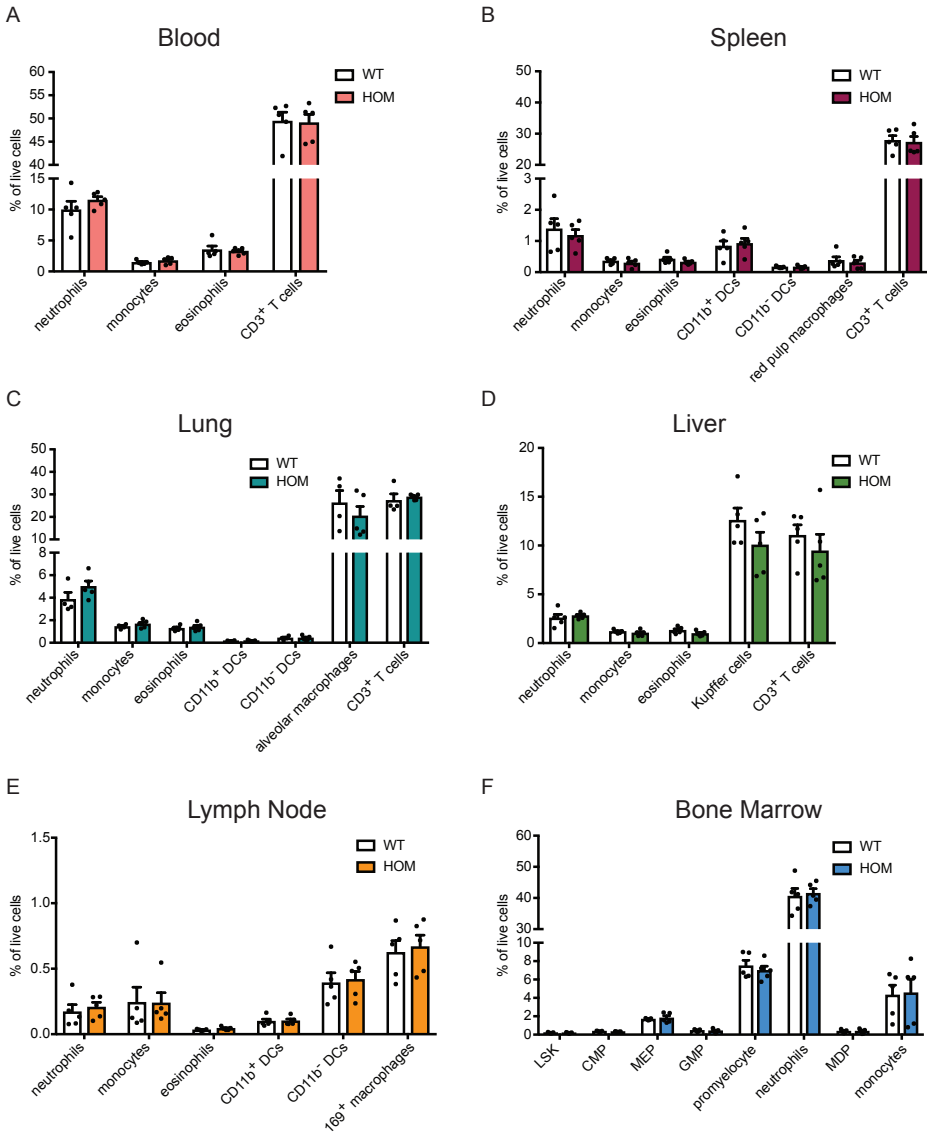 A
Blood
% of live cells
60
55
50
45
40
15
10
5
0
WT
HOM
neutrophils
monocytes
eosinophils
CD3+ T cells
B
Spleen
% of live cells
50
40
30
20
3
2
1
0
WT
HOM
neutrophils
monocytes
eosinophils
CD11b+ DCs
CD11b- DCs
red pulp macrophages
CD3+ T cells
C
Lung
% of live cells
50
40
30
20
10
8
6
4
2
0
WT
HOM
neutrophils
monocytes
eosinophils
CD11b+ DCs
CD11b- DCs
alveolar macrophages
CD3+ T cells
D
Liver
% of live cells
20
15
10
5
0
WT
HOM
neutrophils
monocytes
eosinophils
Kupffer cells
CD3+ T cells
E
Lymph Node
% of live cells
1.5
1.0
0.5
0.0
WT
HOM
neutrophils
monocytes
eosinophils
CD11b+ DCs
CD11b- DCs
169+ macrophages
F
Bone Marrow
% of live cells
60
50
40
30
10
8
6
4
2
0
WT
HOM
LSK
CMP
MEP
GMP
promyelocyte
neutrophils
MDP
monocytes